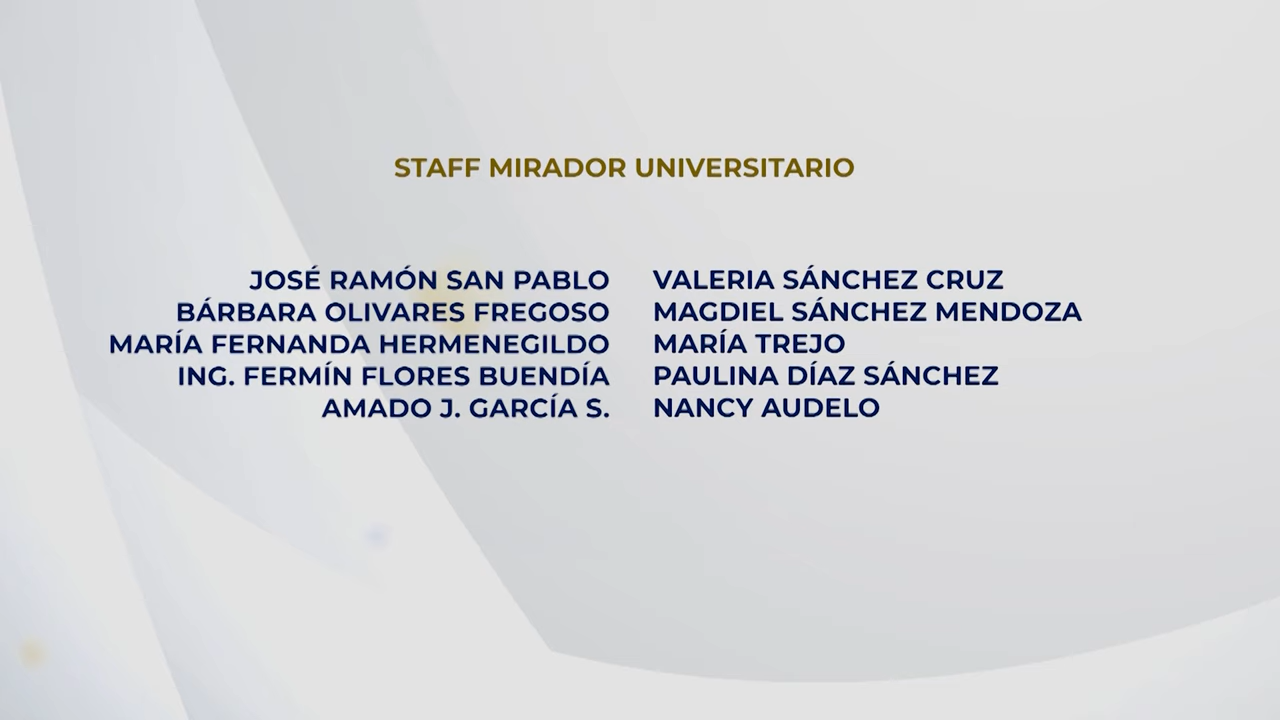 STAFF MIRADOR UNIVERSITARIO
JOSÉ RAMÓN SAN PABLO
BÁRBARA OLIVARES FREGOSO
MARÍA FERNANDA HERMENEGILDO
ING. FERMÍN FLORES BUENDÍA
AMADO J. GARCÍA S.
VALERIA SÁNCHEZ CRUZ
MAGDIEL SÁNCHEZ MENDOZA
MARÍA TREJO
PAULINA DÍAZ SÁNCHEZ
NANCY AUDELO